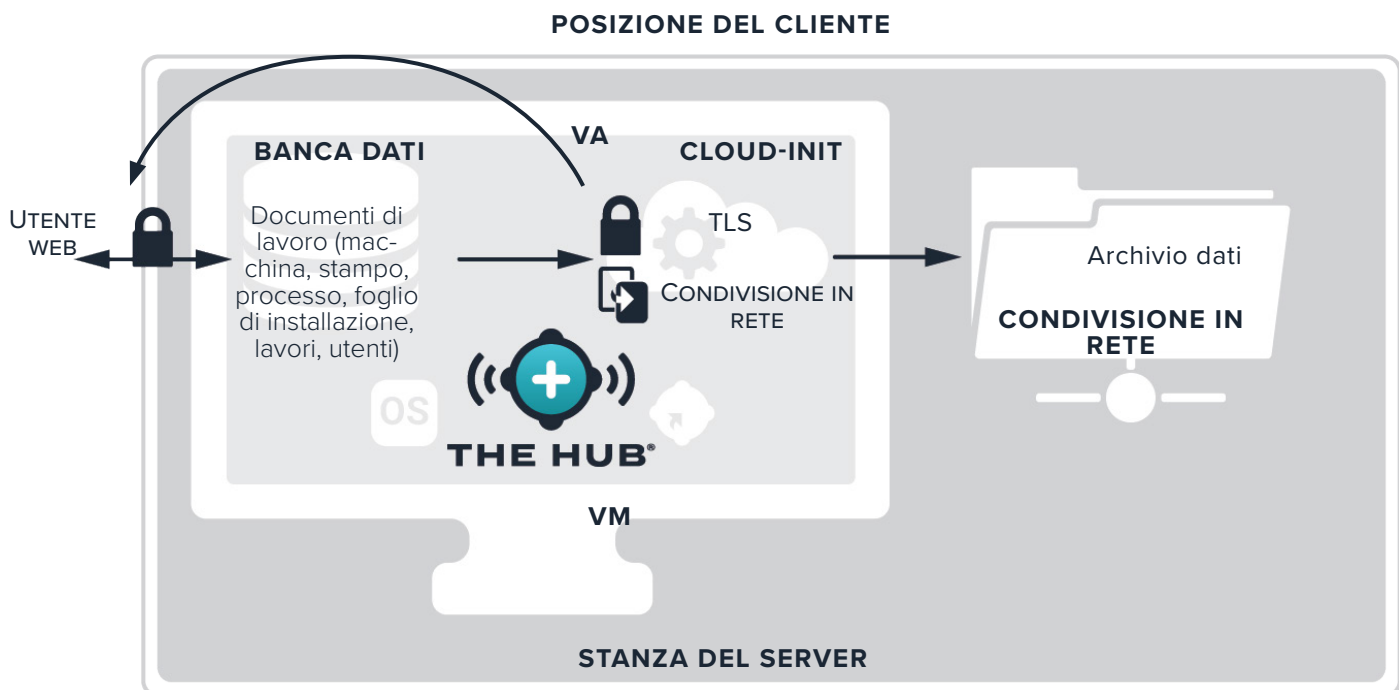 POSIZIONE DEL CLIENTE
VA
BANCA DATI
CLOUD-INIT
UTENTE
WEB
Documenti di
lavoro (mac-
china, stampo,
processo, foglio
di installazione,
lavori, utenti)
TLS
CONDIVISIONE IN
RETE
Archivio dati
CONDIVISIONE IN
RETE
OS
THE HUB®
VM
STANZA DEL SERVER